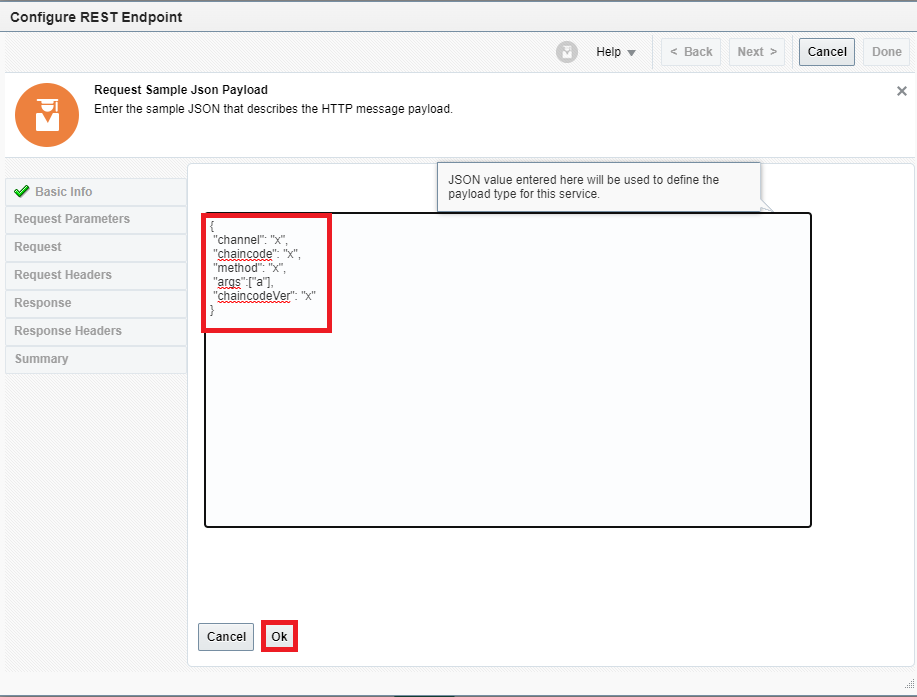 Configure REST Endpoint
Help
< Back
Next >
Cancel
Done
Request Sample Json Payload
Enter the sample JSON that describes the HTTP message payload.
JSON value entered here will be used to define the
payload type for this service.
Basic Info
Request Parameters
Request
Request Headers
Response
Response Headers
Summary
{
"channel": "x",
"chaincode": "x",
"method": "x",
"args":["a"],
"chaincodeVer": "x"
}
Cancel
Ok